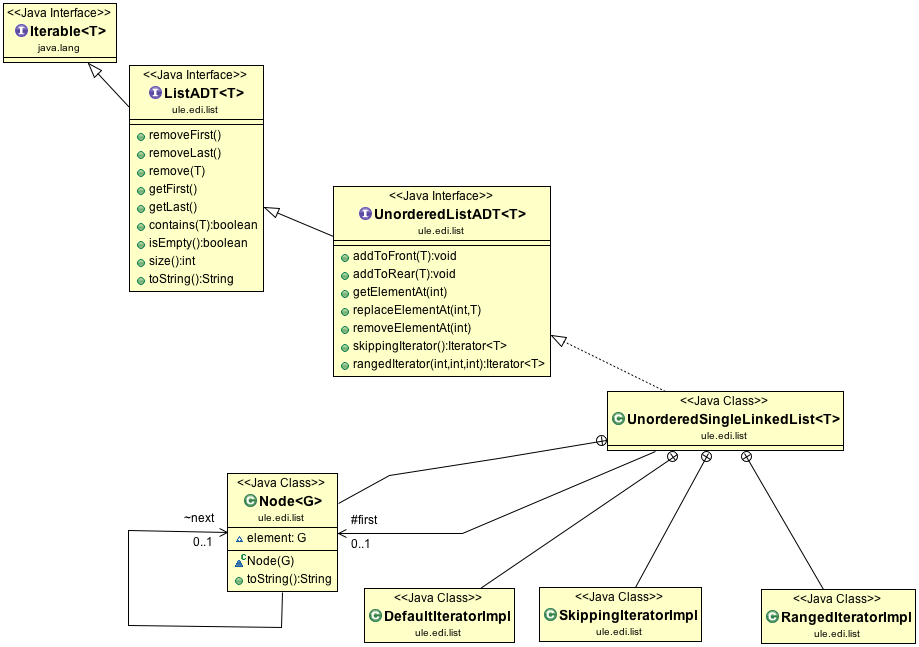 <<Java Interface>>
Iterable<T>
java.lang
<<Java Interface>>
ListADT<T>
ule.edi.list
removeFirst()
removeLast()
remove(T)
getFirst()
getLast()
contains(T):boolean
isEmpty():boolean
size():int
toString():String
<<Java Interface>>
UnorderedListADT<T>
ule.edi.list
addToFront(T):void
addToRear(T):void
getElementAt(int)
replaceElementAt(int,T)
removeElementAt(int)
skippingIterator():Iterator<T>
rangedIterator(int,int,int):Iterator<T>
<<Java Class>>
UnorderedSingleLinkedList<T>
ule.edi.list
<<Java Class>>
Node<G>
ule.edi.list
element: G
Node(G)
toString():String
~next
0..1
#first
0..1
<<Java Class>>
DefaultIteratorImpl
ule.edi.list
<<Java Class>>
SkippingIteratorImpl
ule.edi.list
<<Java Class>>
RangedIteratorImpl
ule.edi.list